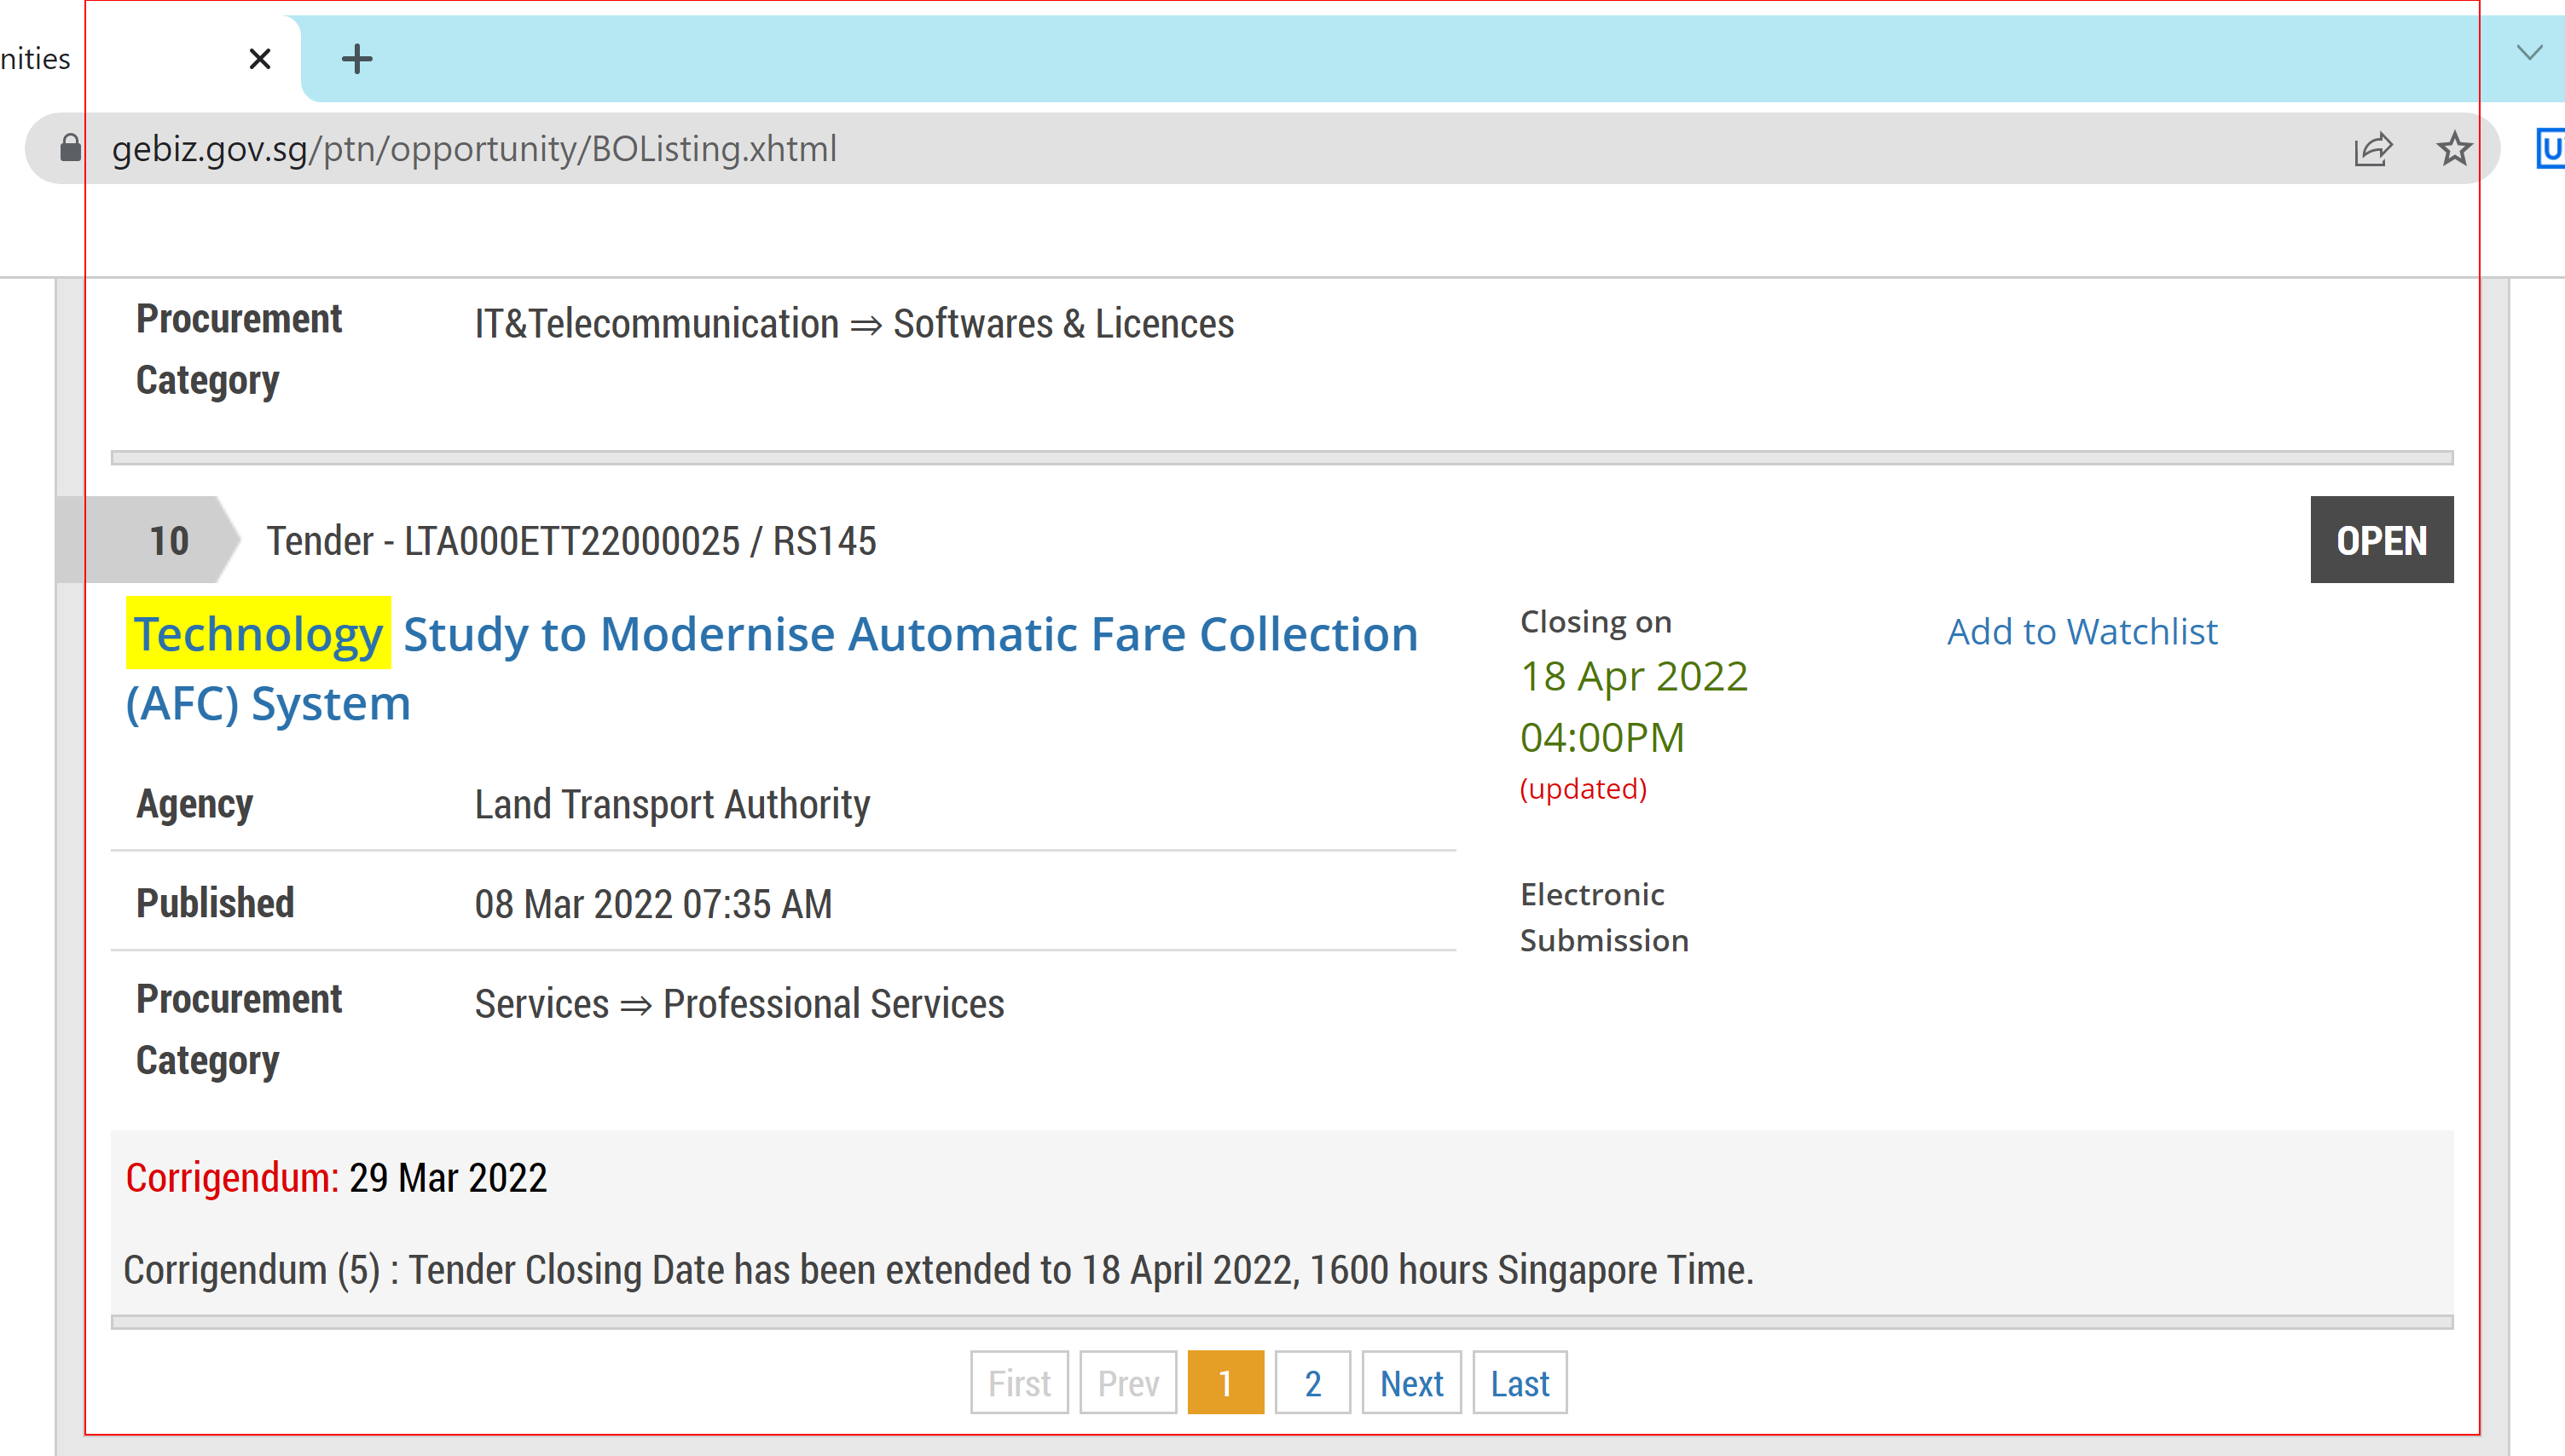 nities
gebiz.gov.sg/ptn/opportunity/BOListing.xhtml
Procurement
Category
IT&Telecommunication ⇒ Softwares & Licences
10
Tender - LTA000ETT22000025 / RS145
OPEN
Technology Study to Modernise Automatic Fare Collection
(AFC) System
Closing on
18 Apr 2022
04:00PM
(updated)
Add to Watchlist
Agency
Land Transport Authority
Published
08 Mar 2022 07:35 AM
Electronic
Submission
Procurement
Category
Services ⇒ Professional Services
Corrigendum: 29 Mar 2022
Corrigendum (5) : Tender Closing Date has been extended to 18 April 2022, 1600 hours Singapore Time.
First Prev 1 2 Next Last